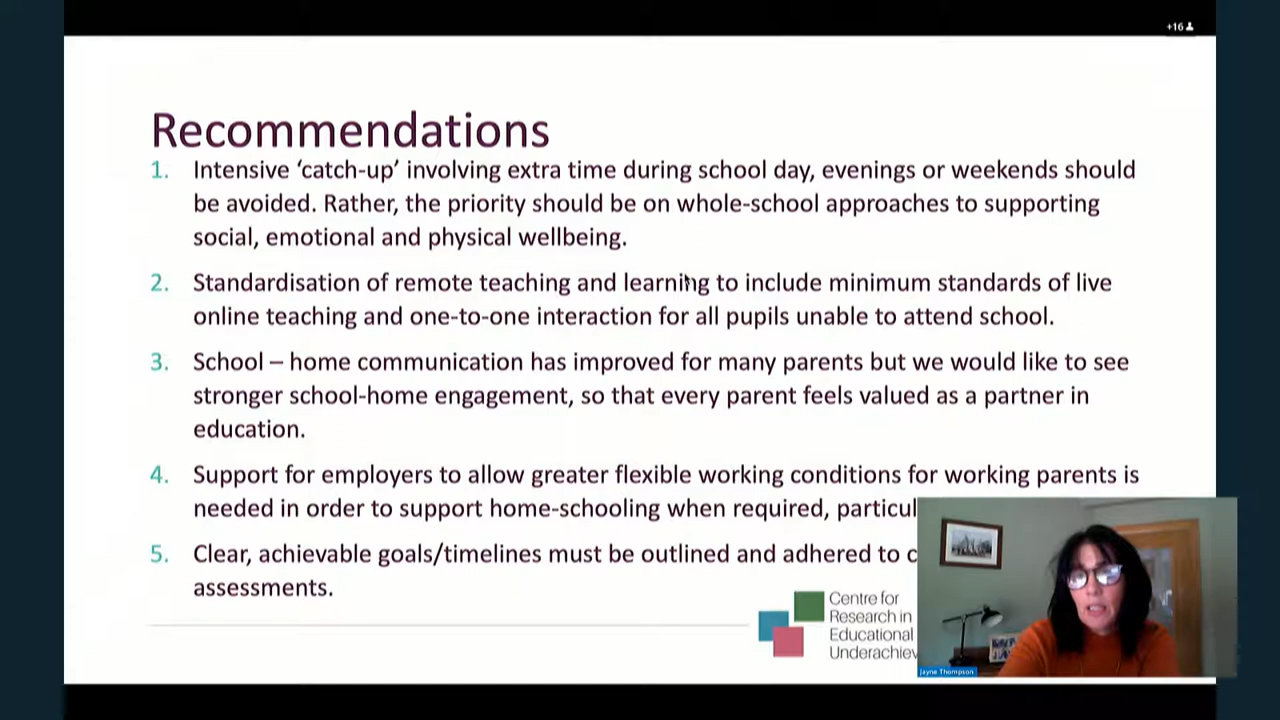 +16
Recommendations
1. Intensive ‘catch-up’ involving extra time during school day, evenings or weekends should
be avoided. Rather, the priority should be on whole-school approaches to supporting
social, emotional and physical wellbeing.
2. Standardisation of remote teaching and learning to include minimum standards of live
online teaching and one-to-one interaction for all pupils unable to attend school.
3. School – home communication has improved for many parents but we would like to see
stronger school-home engagement, so that every parent feels valued as a partner in
education.
4. Support for employers to allow greater flexible working conditions for working parents is
needed in order to support home-schooling when required, particul
5. Clear, achievable goals/timelines must be outlined and adhered to c
assessments.
Centre for
Research in
Educational
Underachiev
Jayne Thompson